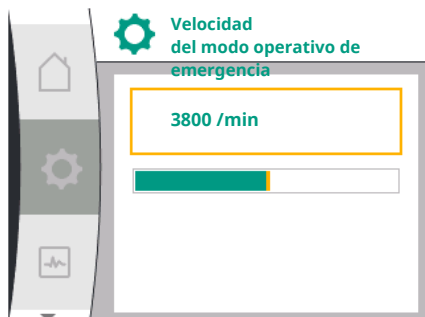 Velocidad
del modo operativo de
emergencia
3800 /min